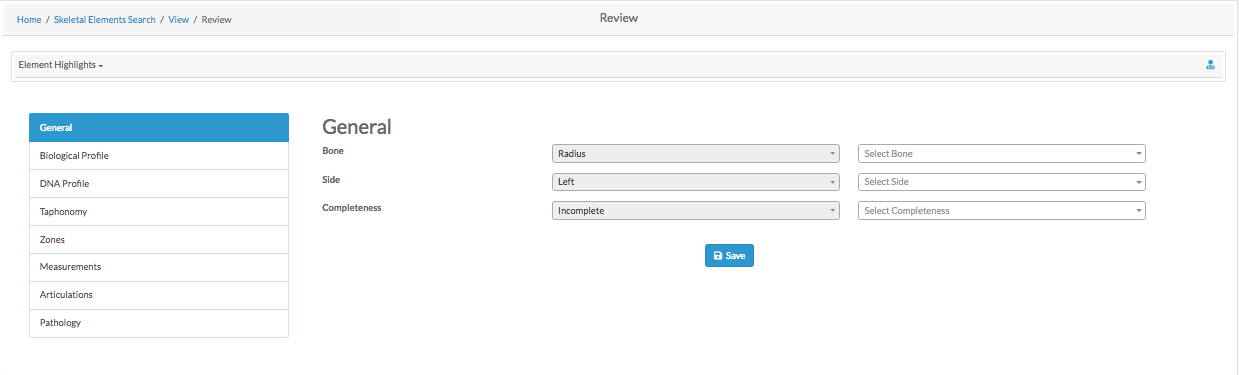 Home / Skeletal Elements Search / View / Review
Review
Element Highlights
General
Biological Profile
DNA Profile
Taphonomy
Zones
Measurements
Articulations
Pathology
General
Bone Radius Select Bone
Side Left Select Side
Completeness Incomplete Select Completeness
Save